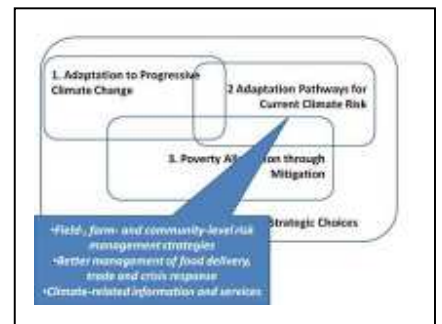 1. Adaptation to Progressive
Climate Change
2 Adaptation Pathways for
Current Climate Risk
3. Poverty All tion through
Mitigation
Strategic Choices
•Field-, farm- and community-level risk
management strategies
•Better management of food delivery,
trade and crisis response
•Climate-related information and services